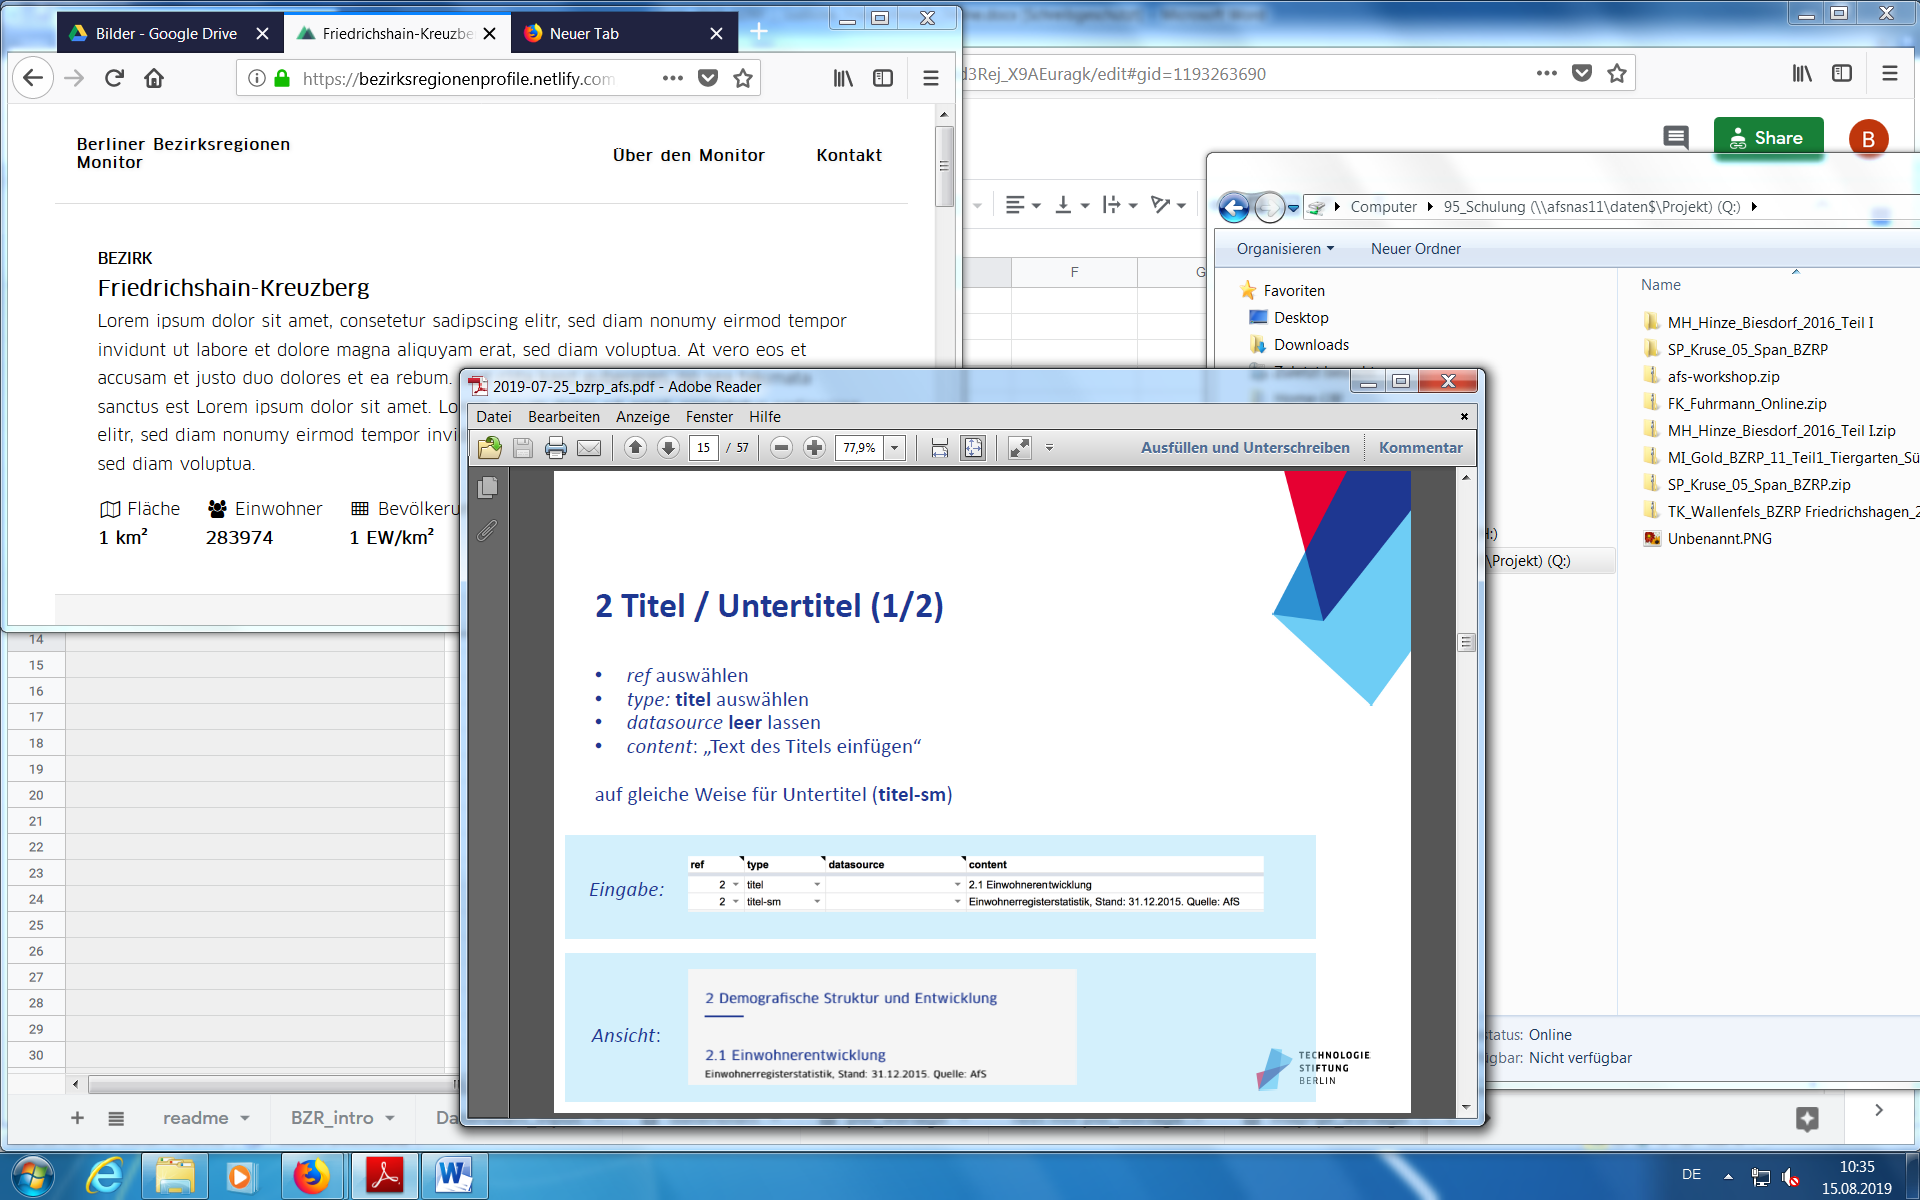 Bilder - Google Drive
Friedrichshain-Kreuzbe
Neuer Tab
https://bezirksregionenprofile.netlify.com
Berliner Bezirksregionen
Monitor
Über den Monitor
Kontakt
BEZIRK
Friedrichshain-Kreuzberg
Lorem ipsum dolor sit amet, consetetur sadipscing elitr, sed diam nonumy eirmod tempor
invidunt ut labore et dolore magna aliquyam erat, sed diam voluptua. At vero eos et
accusam et justo duo dolores et ea rebum.
sanctus est Lorem ipsum dolor sit amet. Lo
elitr, sed diam nonumy eirmod tempor invi
sed diam voluptua.
Fläche
Einwohner
Bevölkeru
1 km²
283974
1 EW/km²
d3Rej_X9AEuragk/edit#gid=1193263690
Share
B
F
G
14
15
16
17
18
19
20
21
22
23
24
25
26
27
28
29
30
readme
BZR_intro
Da
Computer
95_Schulung (\\afsnas11\daten$\Projekt) (Q:)
Organisieren
Neuer Ordner
Favoriten
Desktop
Downloads
H:)
\Projekt) (Q:)
Name
MH_Hinze_Biesdorf_2016_Teil I
SP_Kruse_05_Span_BZRP
afs-workshop.zip
FK_Fuhrmann_Online.zip
MH_Hinze_Biesdorf_2016_Teil I.zip
MI_Gold_BZRP_11_Teil1_Tiergarten_Sü
SP_Kruse_05_Span_BZRP.zip
TK_Wallenfels_BZRP Friedrichshagen_2
Unbenannt.PNG
status: Online
gbar: Nicht verfügbar
2019-07-25_bzrp_afs.pdf - Adobe Reader
Datei
Bearbeiten
Anzeige
Fenster
Hilfe
15 / 57
77,9%
Ausfüllen und Unterschreiben
Kommentar
2 Titel / Untertitel (1/2)
• ref auswählen
• type: titel auswählen
• datasource leer lassen
• content: „Text des Titels einfügen“
auf gleiche Weise für Untertitel (titel-sm)
Eingabe:
ref type datasource content
2 titel 2.1 Einwohnerentwicklung
2 titel-sm Einwohnerregisterstatistik, Stand: 31.12.2015. Quelle: AfS
Ansicht:
2 Demografische Struktur und Entwicklung
2.1 Einwohnerentwicklung
Einwohnerregisterstatistik, Stand: 31.12.2015. Quelle: AfS
TECHNOLOGIE
STIFTUNG
BERLIN
DE
10:35
15.08.2019